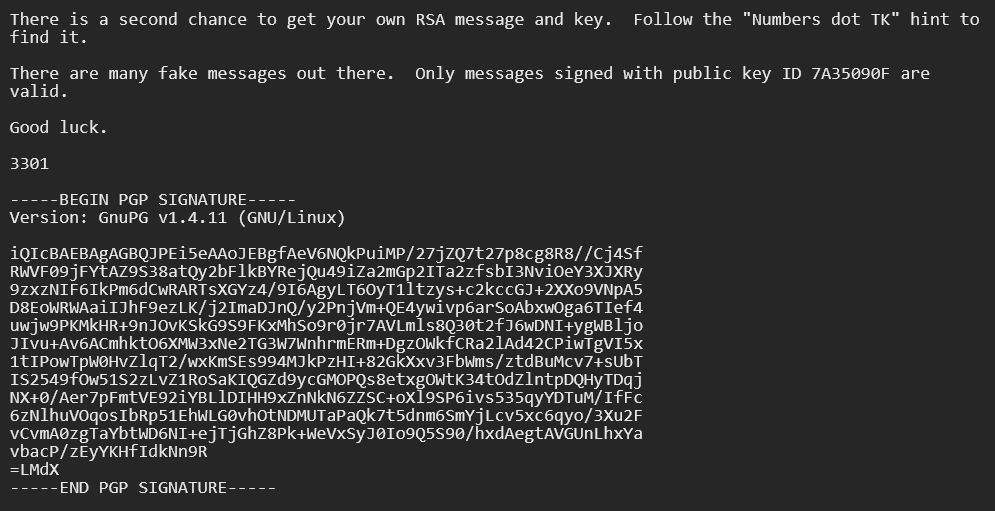 There is a second chance to get your own RSA message and key.  Follow the "Numbers dot TK" hint to
find it.
There are many fake messages out there.  Only messages signed with public key ID 7A35090F are
valid.
Good luck.
3301
-----BEGIN PGP SIGNATURE-----
Version: GnuPG v1.4.11 (GNU/Linux)
iQIcBAEBAgAGBQJPEi5eAAoJEBgfAeV6NQkPuiMP/27jZQ7t27p8cg8R8//Cj4Sf
RWVF09jFYtAZ9S38atQy2bFlkBYRejQu49iZa2mGp2ITa2zfsbI3NviOeY3XJXRy
9zxzNIF6IkPm6dCwRARTsXGYz4/9I6AgyLT6OyT1ltzys+c2kccGJ+2XXo9VNpA5
D8EoWRWAaiIJhF9ezLK/j2ImaDJnQ/y2PnjVm+QE4ywivp6arSoAbxwOga6TIef4
uwjw9PKMkHR+9nJOvKSkG9S9FKxMhSo9r0jr7AVLmls8Q30t2fJ6wDNI+ygWBljo
JIvu+Av6ACmhktO6XMW3xNe2TG3W7WnhrmERm+DgzOWkfCRa2lAd42CPiwTgVI5x
1tIPowTpW0HvZlqT2/wxKmSEs994MJkPzHI+82GkXxv3FbWms/ztdBuMcv7+sUbT
IS2549fOw51S2zLvZ1RoSaKIQGZd9ycGMOPQs8etxgOWtK34tOdZlntpDQHyTDqj
NX+0/Aer7pFmtVE92iYBLlDIHH9xZnNkN6ZZSC+oXl9SP6ivs535qyYDTuM/IfFc
6zNlhuVOqosIbRp51EhWLG0vhOtNDMUTaPaQk7t5dnm6SmYjLcv5xc6qyo/3Xu2F
vCvmA0zgTaYbtWD6NI+ejTjGhZ8Pk+WeVxSyJ0Io9Q5S90/hxdAegtAVGUnLhxYa
vbacP/zEyYKHfIdkNn9R
=LMdX
-----END PGP SIGNATURE-----